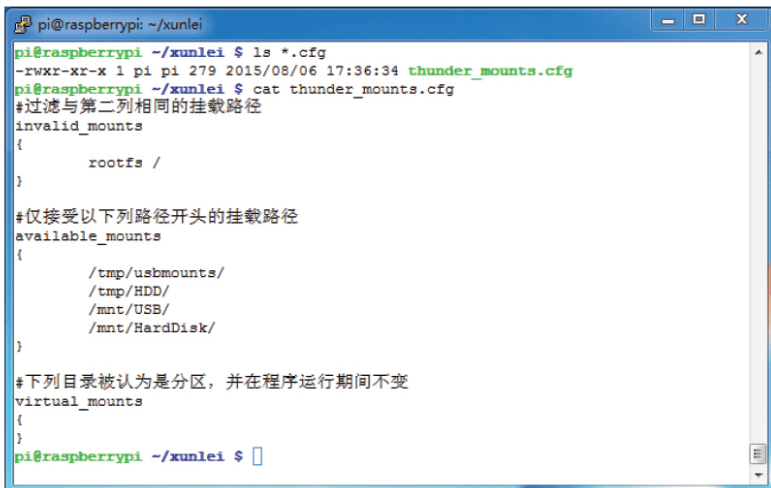 pi@raspberrypi: ~/xunlei
pi@raspberrypi ~/xunlei $ ls *.cfg
-rwxr-xr-x 1 pi pi 279 2015/08/06 17:36:34 thunder_mounts.cfg
pi@raspberrypi ~/xunlei $ cat thunder_mounts.cfg
#过滤与第二列相同的挂载路径
invalid_mounts
{
        rootfs /
}

#仅接受以下列路径开头的挂载路径
available_mounts
{
        /tmp/usbmounts/
        /tmp/HDD/
        /mnt/USB/
        /mnt/HardDisk/
}

#下列目录被认为是分区，并在程序运行期间不变
virtual_mounts
{
}
pi@raspberrypi ~/xunlei $